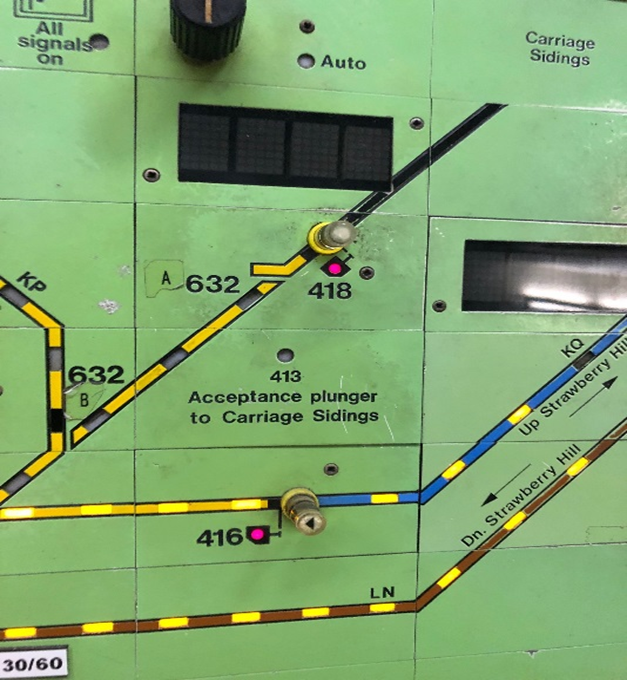 All
signals
on
Auto
Carriage
Sidings
KP
A
632
418
632
B
413
Acceptance plunger
to Carriage Sidings
KQ
Up Strawberry Hill
Dn. Strawberry Hill
416
LN
30/60